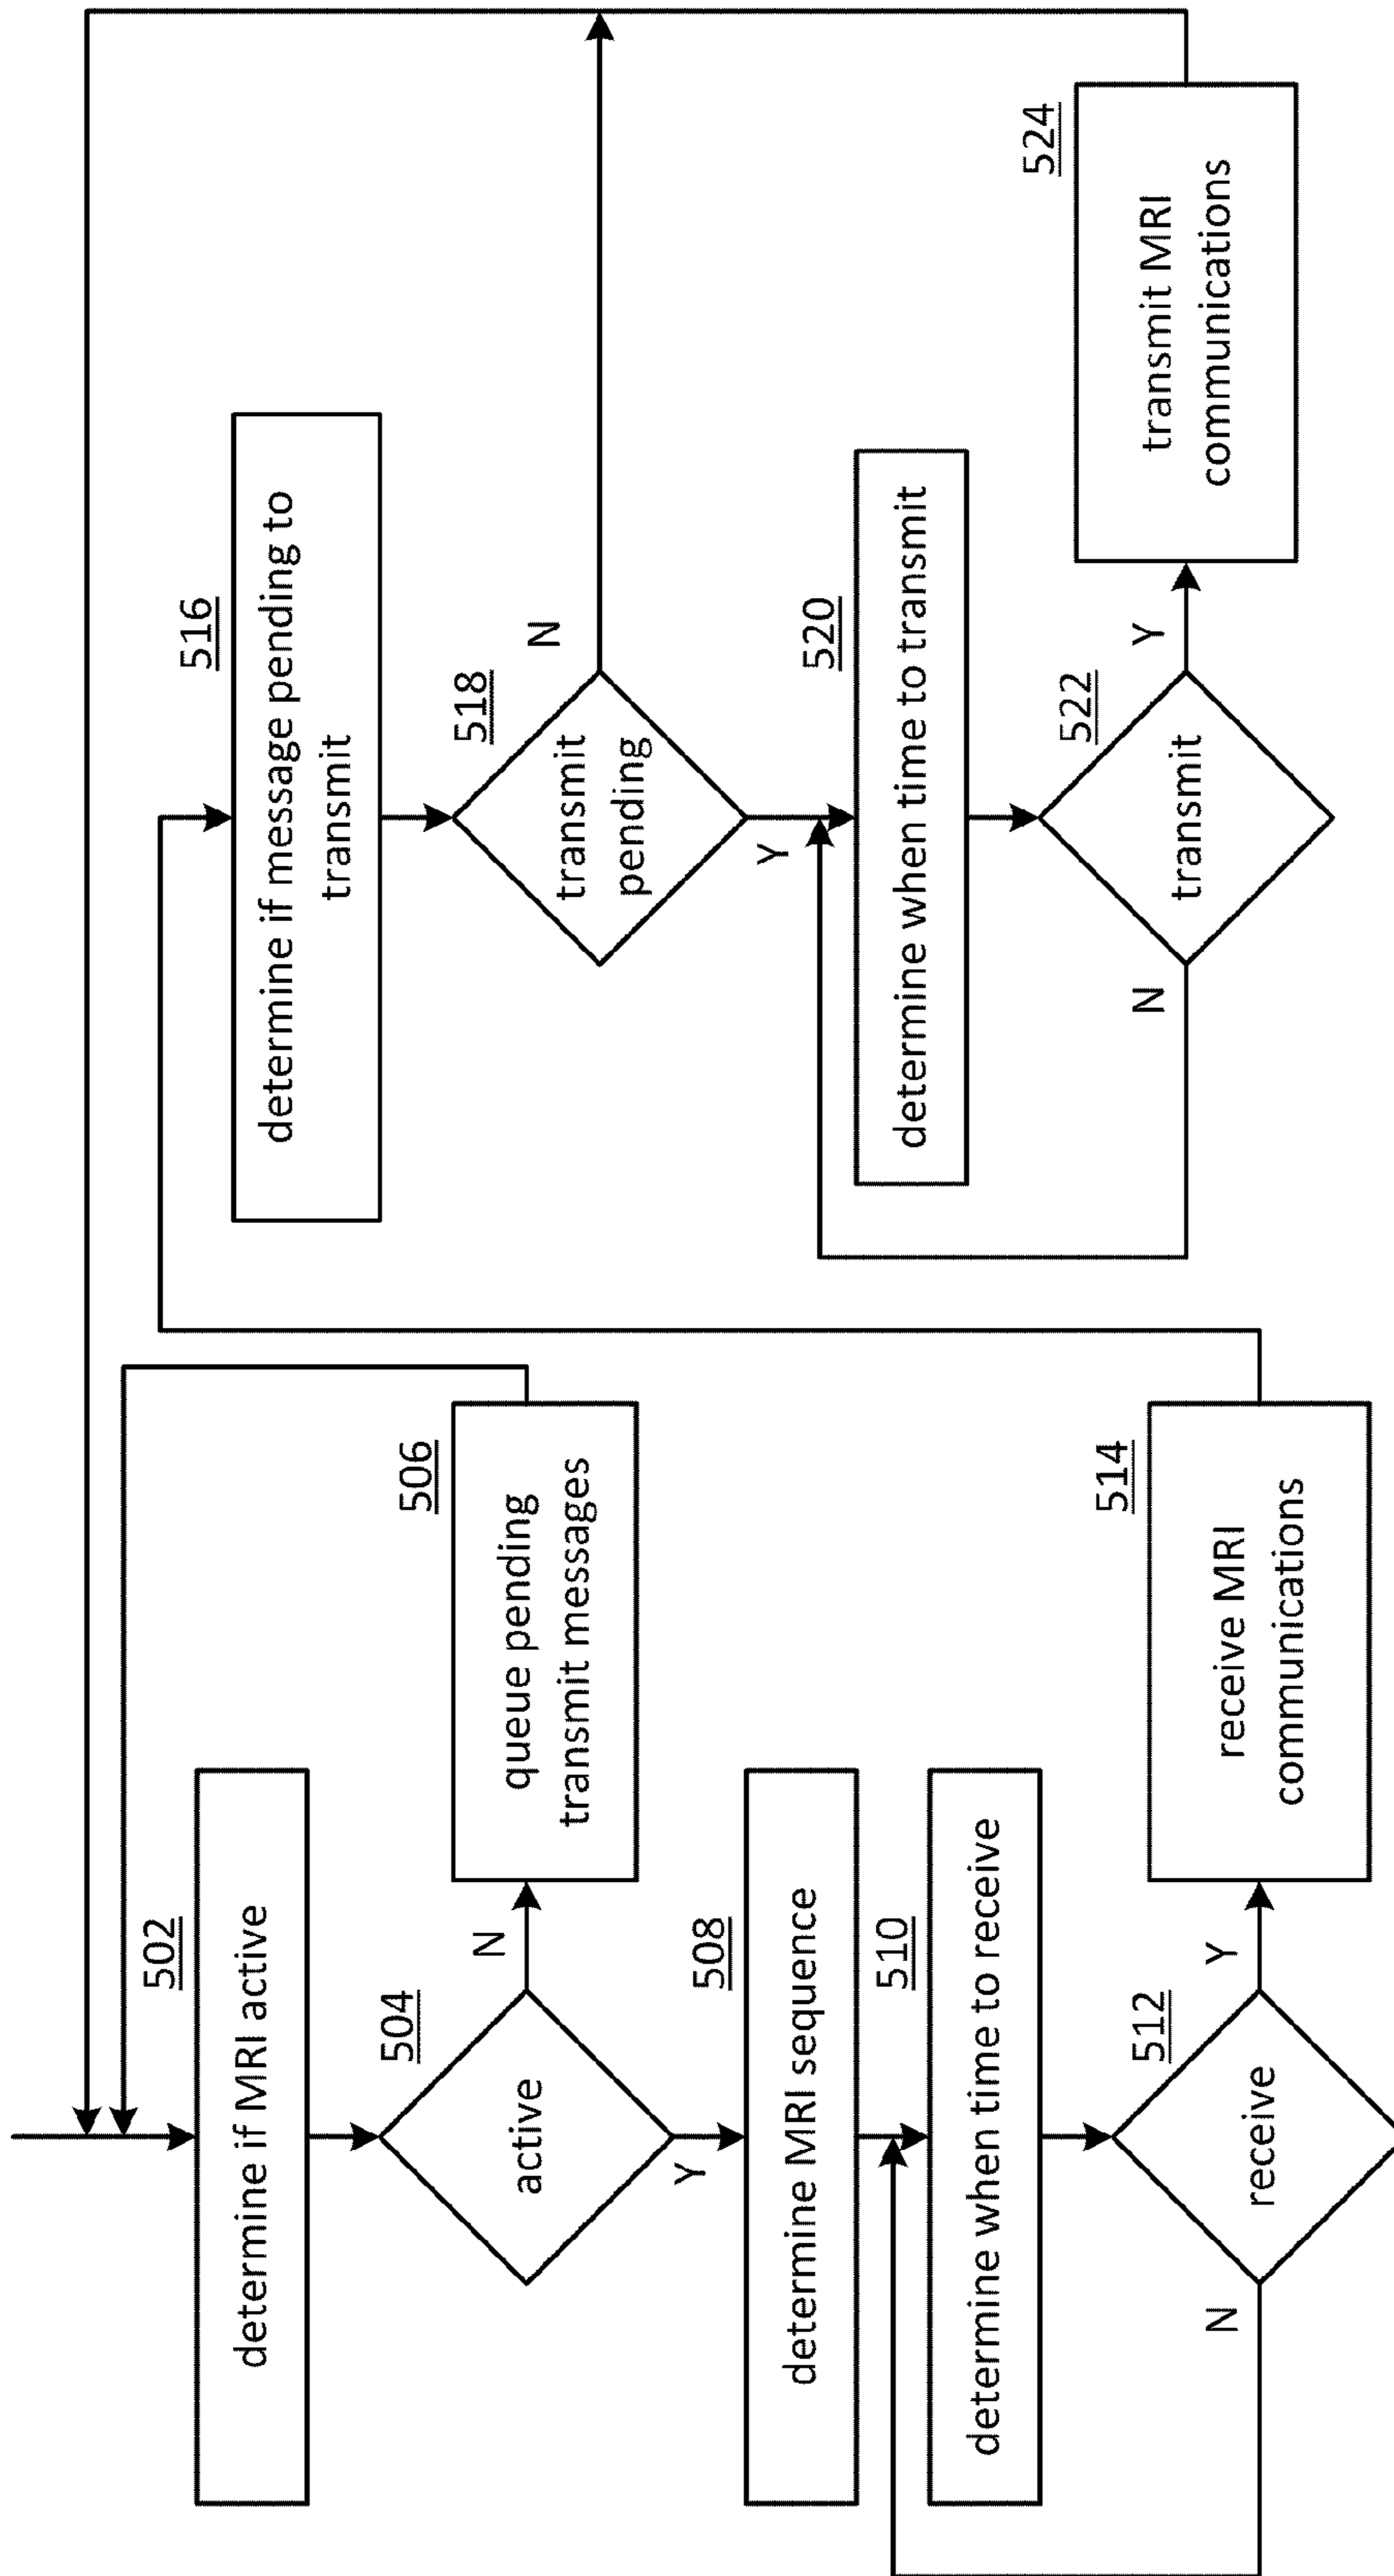 502
determine if MRI active
504
active
N
Y
506
queue pending
transmit messages
508
determine MRI sequence
510
determine when time to receive
512
receive
N
Y
514
receive MRI
communications
516
determine if message pending to
transmit
518
transmit
pending
N
Y
520
determine when time to transmit
522
transmit
N
Y
524
transmit MRI
communications